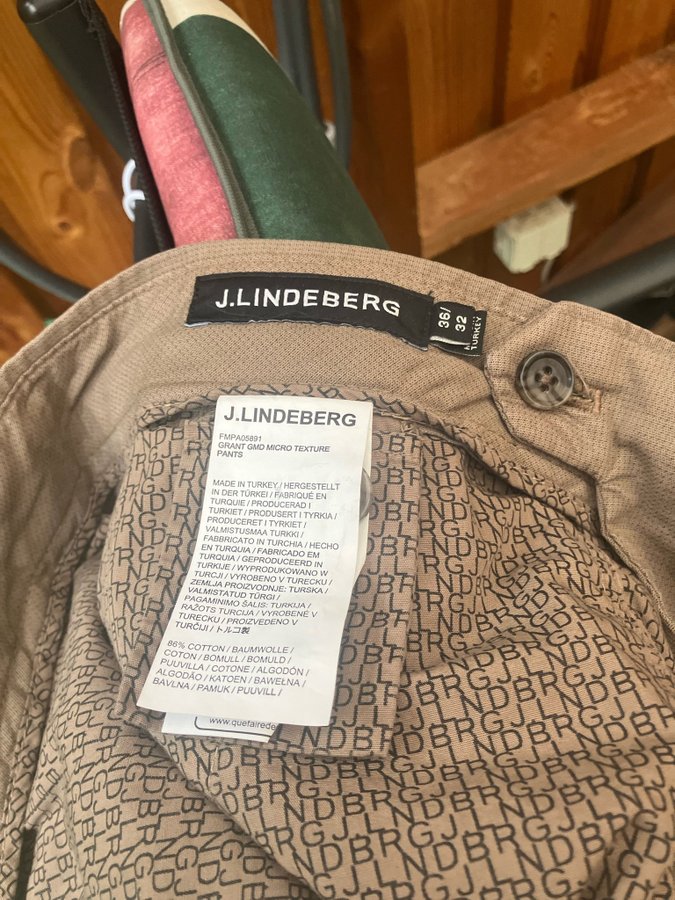 J.LINDEBERG
36/
32
TURKEY
J.LINDEBERG
FMPA05891
GRANT GMD MICRO TEXTURE
PANTS
MADE IN TURKEY / HERGESTELLT
IN DER TÜRKEI / FABRIQUÉ EN
TURQUIE / PRODUCERAD I
TURKIET / PRODUSERT I TYRKIA /
PRODUCERET I TYRKIET /
VALMISTUSMAA TURKKI /
FABBRICATO IN TURCHIA / HECHO
EN TURQUIA / FABRICADO EM
TURQUIA / GEPRODUCEERD IN
TURKIJE / WYPRODUKOWANO W
TURCJI / VYROBENO V TURECKU /
ZEMLJA PROIZVODNJE: TURSKA /
VALMISTATUD TÜRGI /
PAGAMINIMO ŠALIS: TURKIJA /
RAŽOTS TURCIJA / VYROBENÉ V
TURECKU / PROIZVEDENO V
TURČIJI / トルコ製
86% COTTON / BAUMWOLLE /
COTON / BOMULL / BOMULD /
PUUVILLA / COTONE / ALGODÓN /
ALGODÃO / KATOEN / BAWEŁNA /
BAVLNA / PAMUK / PUUVILL /
www.quefairede